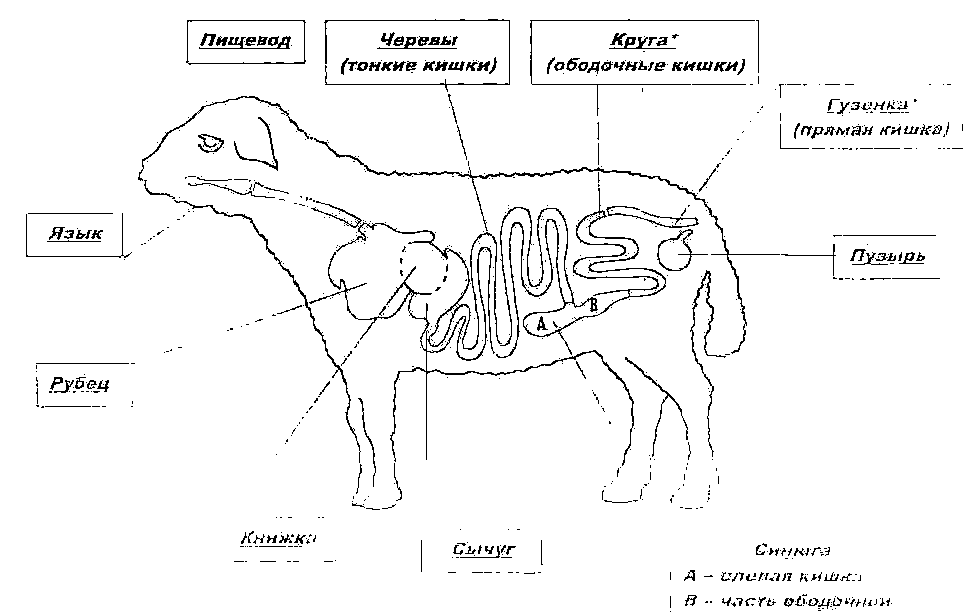 Пищевод
Черевы
(тонкие кишки)
Круга*
(ободочные кишки)
Гузенка*
(прямая кишка)
Язык
Пузырь
А
В
Рубец
Книжка
Сычуг
Синюга
А – слепая кишка
В – часть ободочной